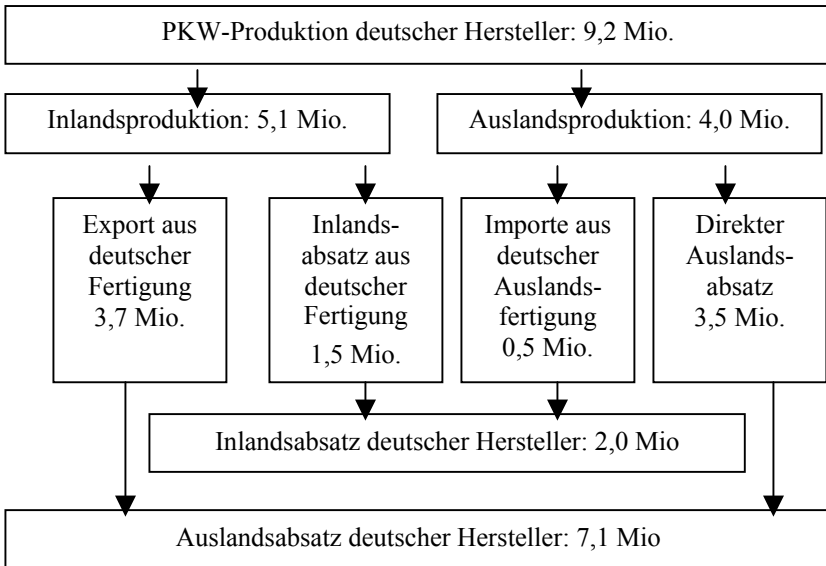 PKW-Produktion deutscher Hersteller: 9,2 Mio.
Inlandsproduktion: 5,1 Mio.
Auslandsproduktion: 4,0 Mio.
Export aus
deutscher
Fertigung
3,7 Mio.
Inlands-
absatz aus
deutscher
Fertigung
1,5 Mio.
Importe aus
deutscher
Auslands-
fertigung
0,5 Mio.
Direkter
Auslands-
absatz
3,5 Mio.
Inlandsabsatz deutscher Hersteller: 2,0 Mio
Auslandsabsatz deutscher Hersteller: 7,1 Mio